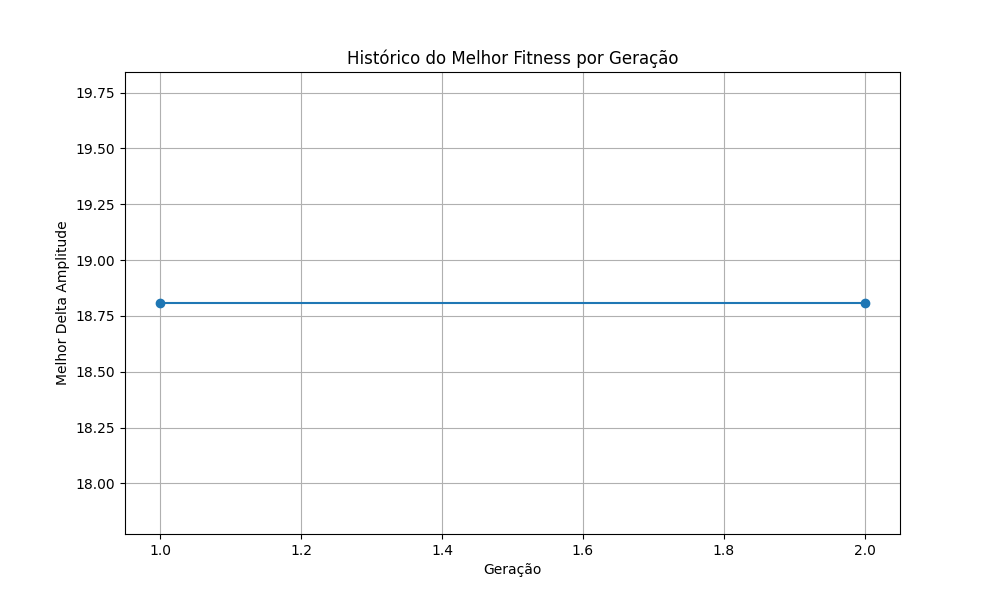 Histórico do Melhor Fitness por Geração
19.75
19.50
19.25
19.00
18.75
18.50
18.25
18.00
Melhor Delta Amplitude
1.0 1.2 1.4 1.6 1.8 2.0
Geração